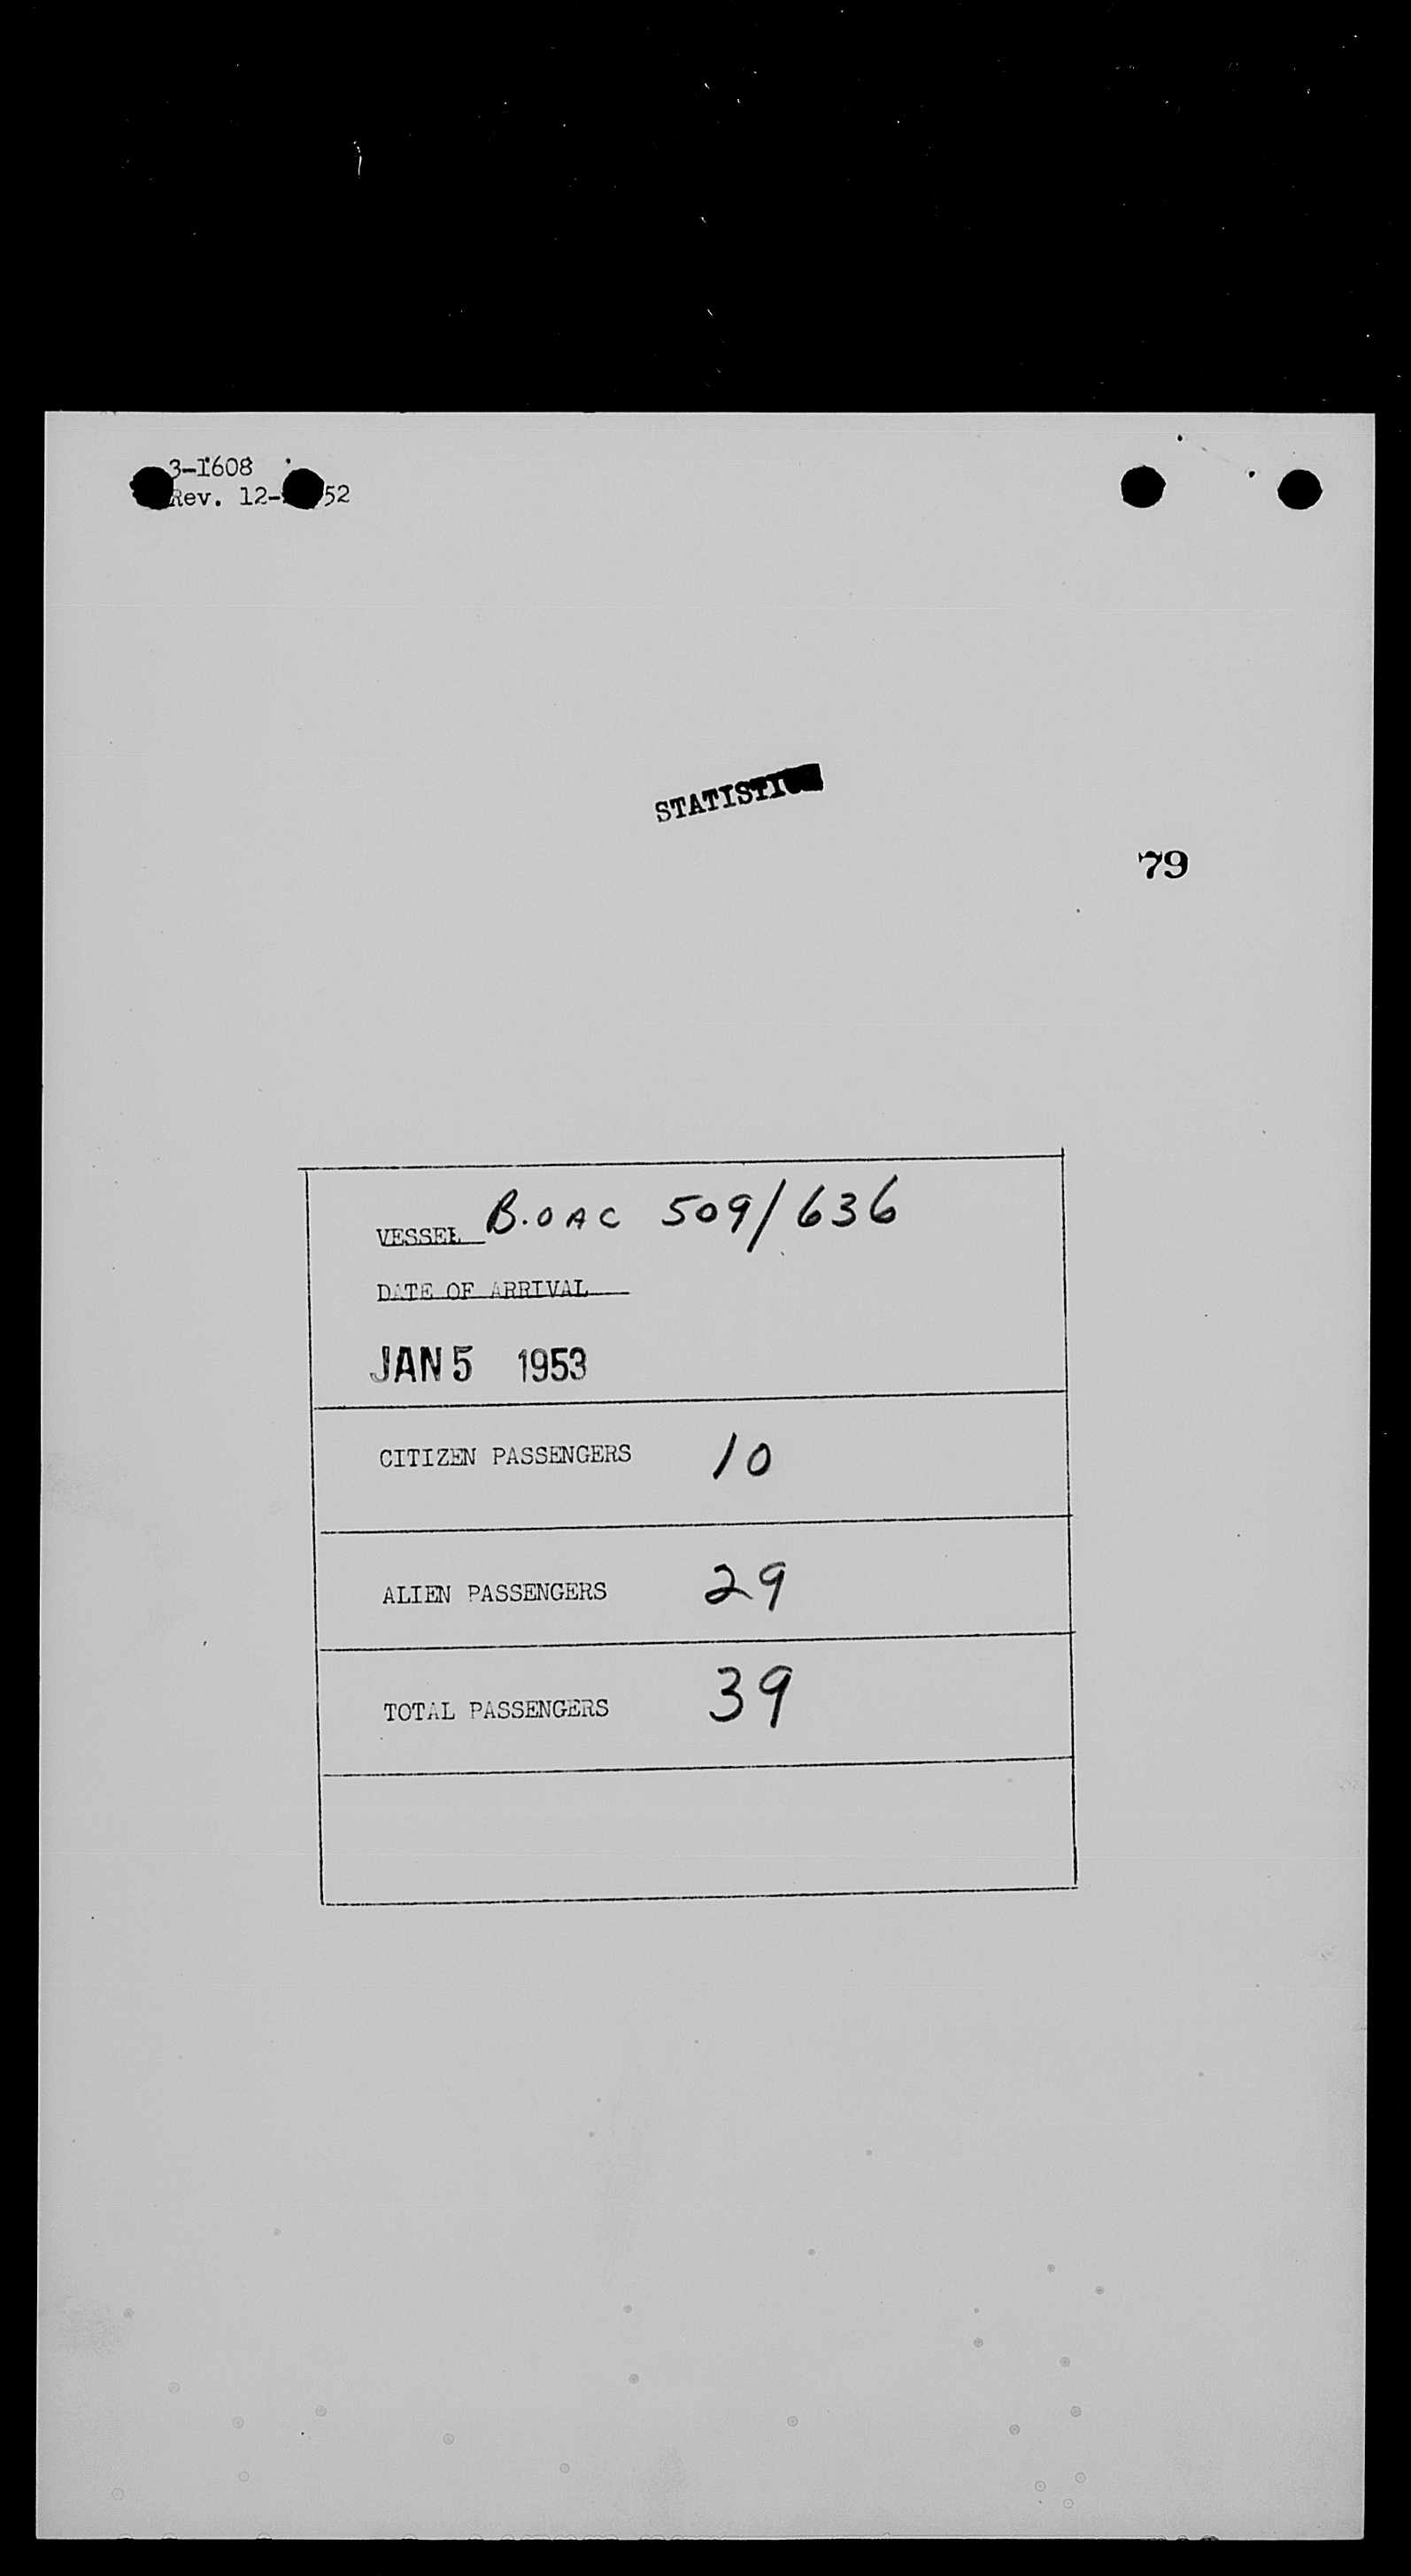 3-1608
Rev. 12- 52
79
VESSEL B.OAC 509/636
DATE OF ARRIVAL
JAN 5 1953
CITIZEN PASSENGERS 10
ALIEN PASSENGERS 29
TOTAL PASSENGERS 39